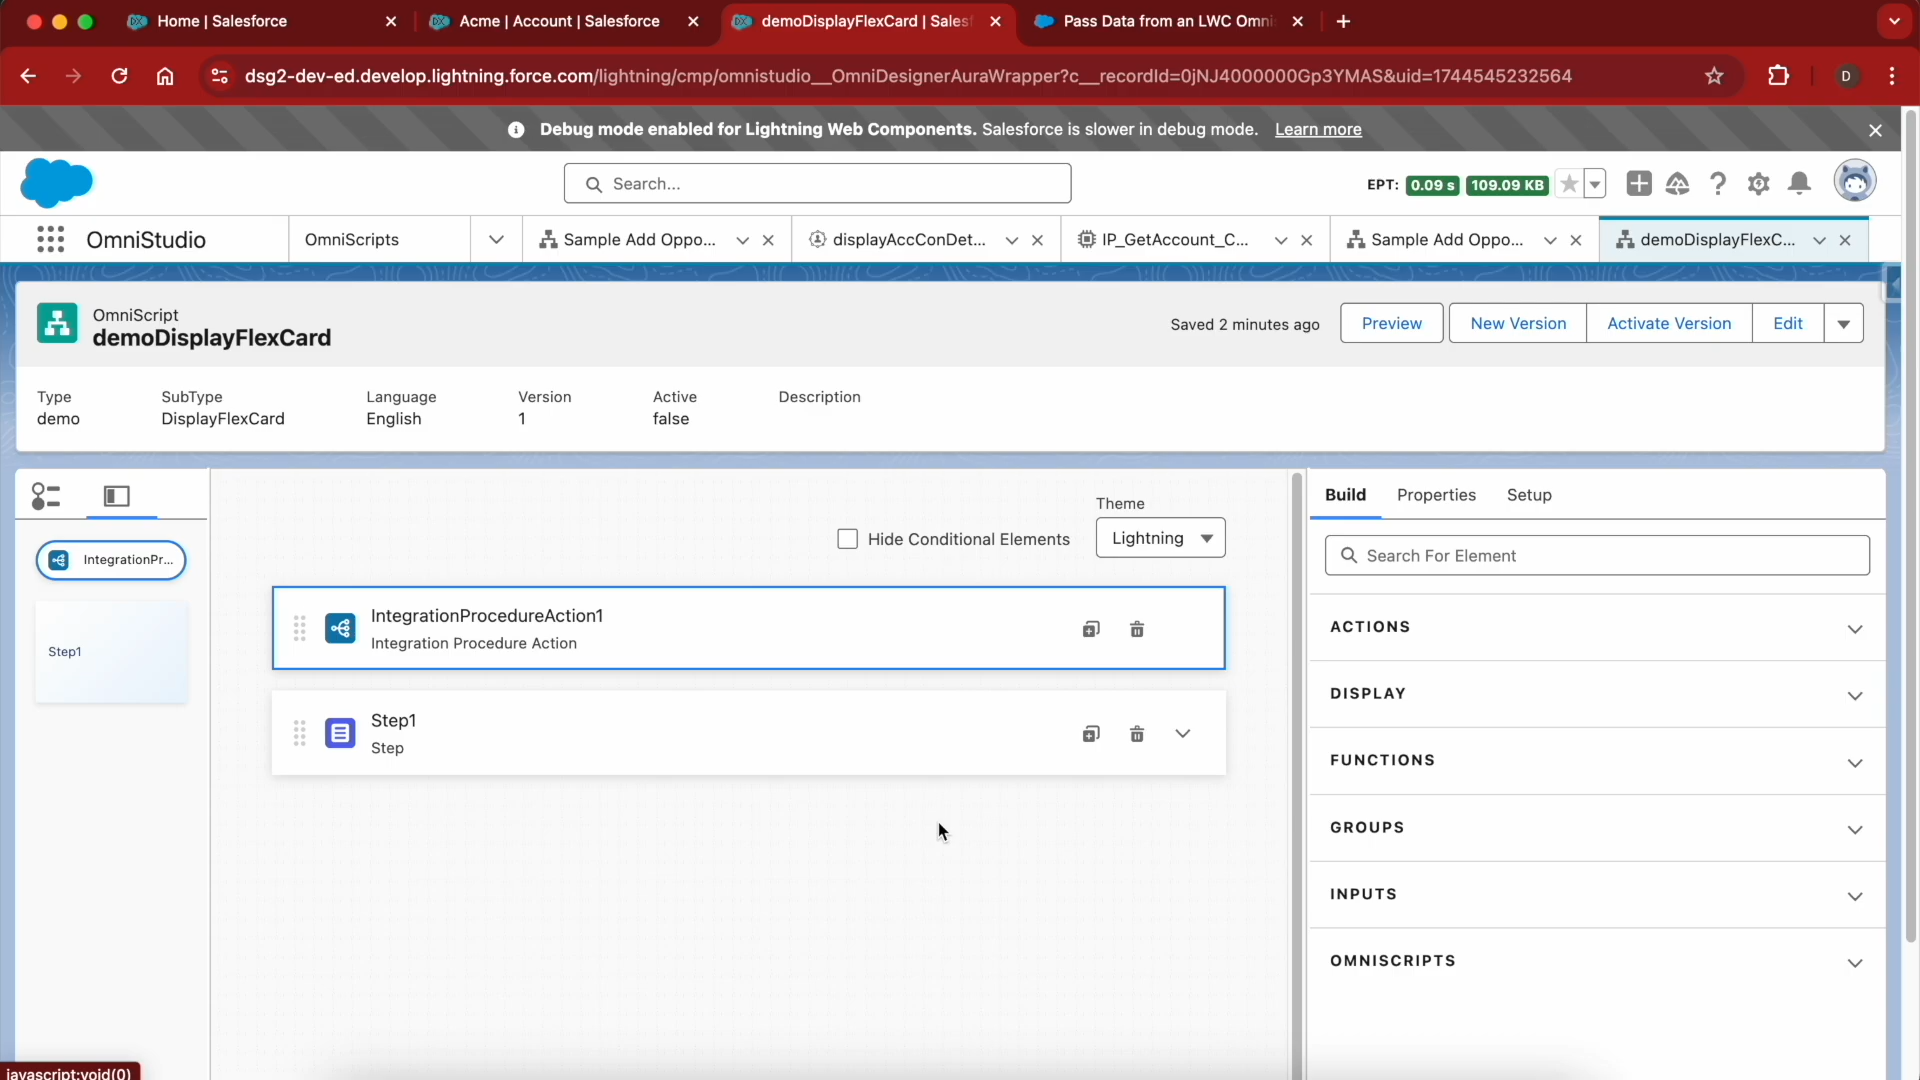 Home | Salesforce
Acme | Account | Salesforce
demoDisplayFlexCard | Sales
Pass Data from an LWC Omni
dsg2-dev-ed.develop.lightning.force.com/lightning/cmp/omnistudio__OmniDesignerAuraWrapper?c__recordId=0jNJ4000000Gp3YMAS&uid=1744545232564
D
Debug mode enabled for Lightning Web Components. Salesforce is slower in debug mode. Learn more
Search...
EPT: 0.09 s 109.09 KB
OmniStudio
OmniScripts
Sample Add Oppo...
displayAccConDet...
IP_GetAccount_C...
Sample Add Oppo...
demoDisplayFlexC...
OmniScript
demoDisplayFlexCard
Saved 2 minutes ago
Preview
New Version
Activate Version
Edit
Type
SubType
Language
Version
Active
Description
demo
DisplayFlexCard
English
1
false
Theme
Hide Conditional Elements
Lightning
IntegrationPr...
Step1
IntegrationProcedureAction1
Integration Procedure Action
Step1
Step
Build
Properties
Setup
Search For Element
ACTIONS
DISPLAY
FUNCTIONS
GROUPS
INPUTS
OMNISCRIPTS
javascript:void(0)